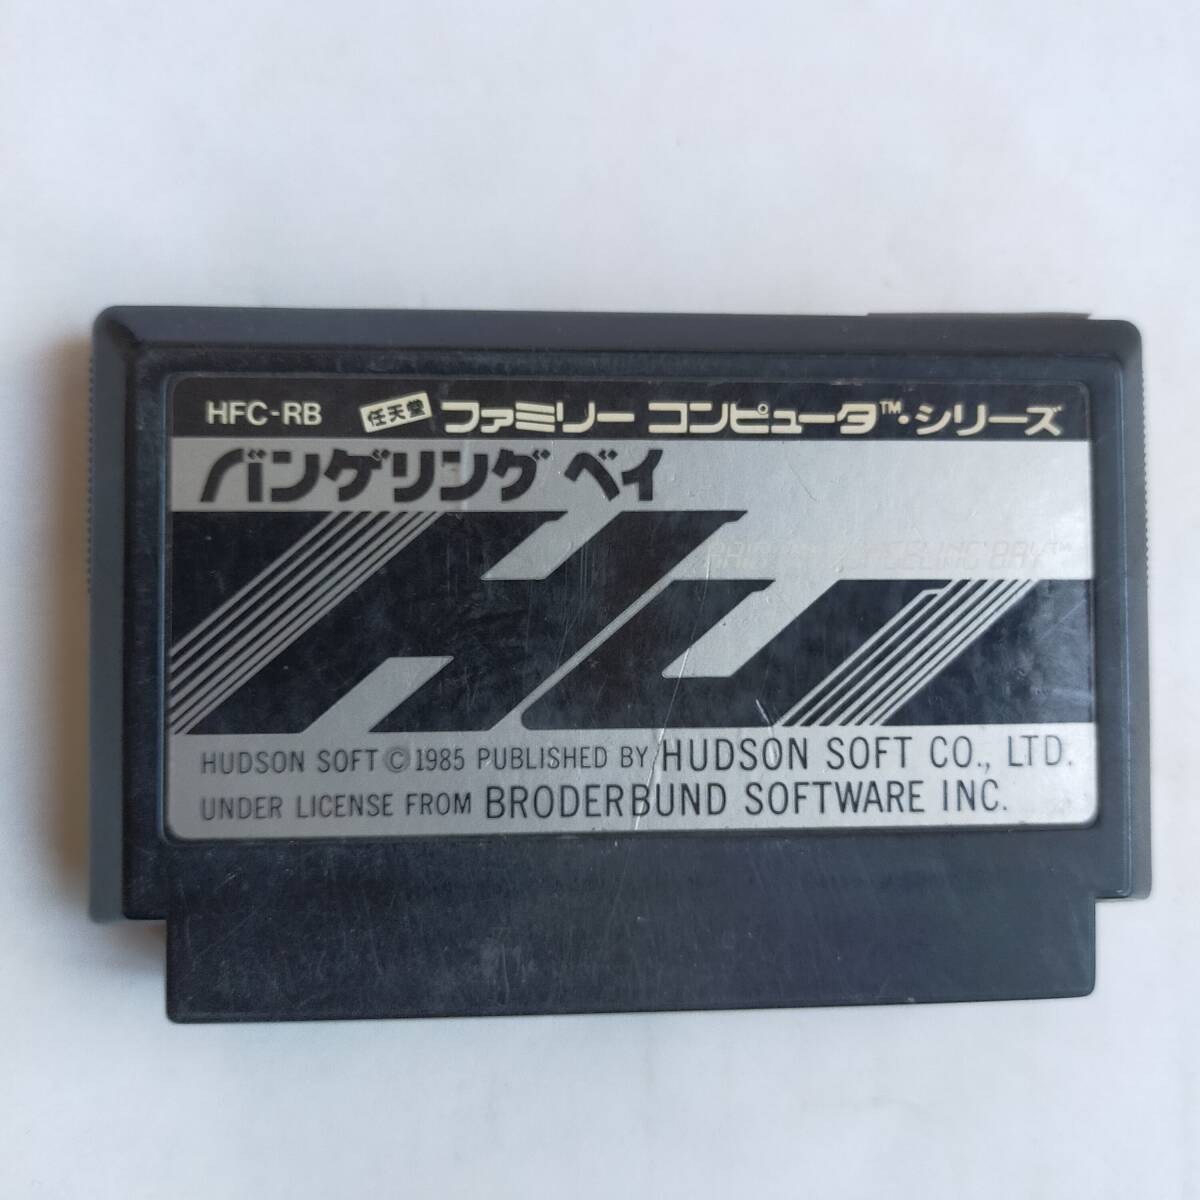 HFC-RB 任天堂 ファミリー コンピュータ™・シリーズ
バンゲリング ベイ
BAY™
HUDSON SOFT © 1985 PUBLISHED BY HUDSON SOFT CO., LTD.
UNDER LICENSE FROM BRODERBUND SOFTWARE INC.